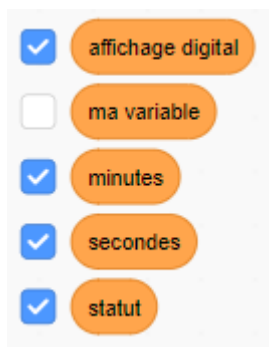 affichage digital
ma variable
minutes
secondes
statut